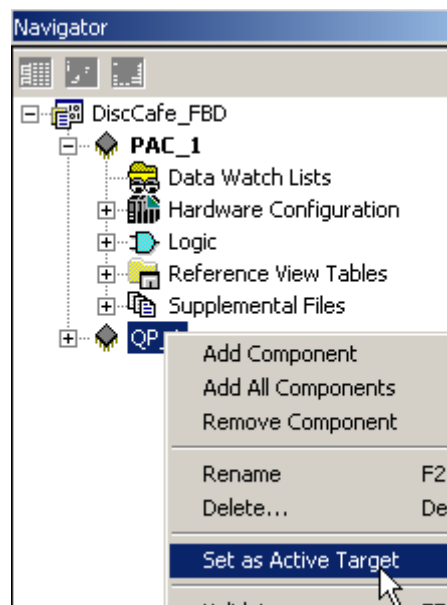 Navigator
DiscCafe_FBD
PAC_1
Data Watch Lists
Hardware Configuration
Logic
Reference View Tables
Supplemental Files
Add Component
Add All Components
Remove Component
Rename F2
Delete... De
Set as Active Target